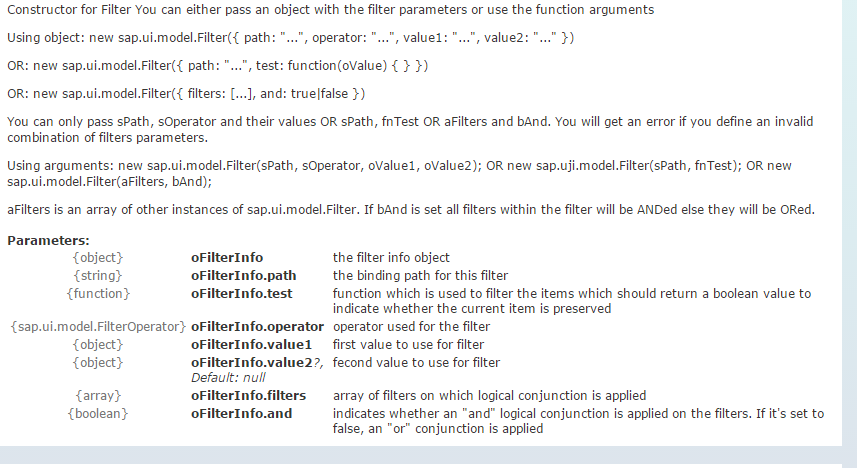 Constructor for Filter You can either pass an object with the filter parameters or use the function arguments
Using object: new sap.ui.model.Filter({ path: "...", operator: "...", value1: "...", value2: "..." })
OR: new sap.ui.model.Filter({ path: "...", test: function(oValue) { } })
OR: new sap.ui.model.Filter({ filters: [...], and: true|false })
You can only pass sPath, sOperator and their values OR sPath, fnTest OR aFilters and bAnd. You will get an error if you define an invalid
combination of filters parameters.
Using arguments: new sap.ui.model.Filter(sPath, sOperator, oValue1, oValue2); OR new sap.uji.model.Filter(sPath, fnTest); OR new
sap.ui.model.Filter(aFilters, bAnd);
aFilters is an array of other instances of sap.ui.model.Filter. If bAnd is set all filters within the filter will be ANDed else they will be ORed.
Parameters:
{object} oFilterInfo the filter info object
{string} oFilterInfo.path the binding path for this filter
{function} oFilterInfo.test function which is used to filter the items which should return a boolean value to
indicate whether the current item is preserved
{sap.ui.model.FilterOperator} oFilterInfo.operator operator used for the filter
{object} oFilterInfo.value1 first value to use for filter
{object} oFilterInfo.value2?, fecond value to use for filter
Default: null
{array} oFilterInfo.filters array of filters on which logical conjunction is applied
{boolean} oFilterInfo.and indicates whether an "and" logical conjunction is applied on the filters. If it's set to
false, an "or" conjunction is applied